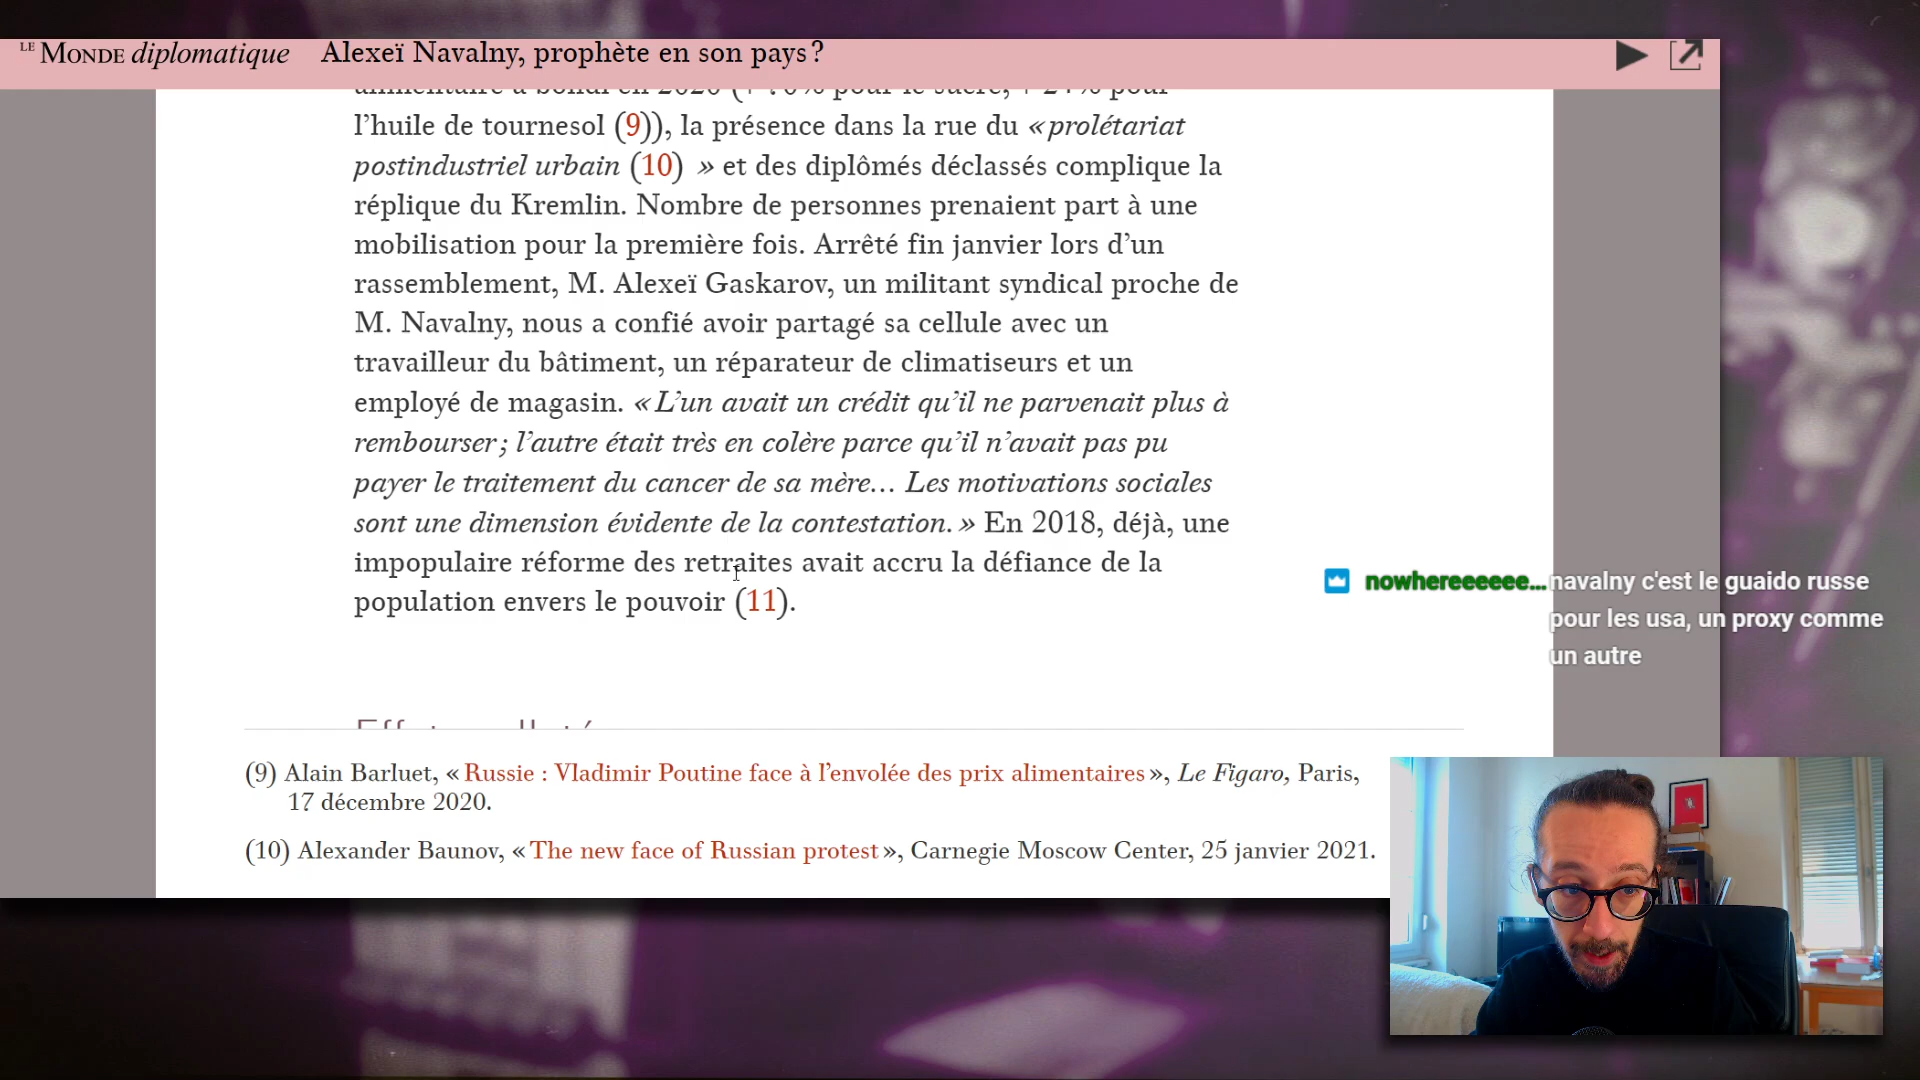 LE MONDE diplomatique Alexeï Navalny, prophète en son pays ?
l’huile de tournesol (9)), la présence dans la rue du « prolétariat
postindustriel urbain (10) » et des diplômés déclassés complique la
réplique du Kremlin. Nombre de personnes prenaient part à une
mobilisation pour la première fois. Arrêté fin janvier lors d’un
rassemblement, M. Alexeï Gaskarov, un militant syndical proche de
M. Navalny, nous a confié avoir partagé sa cellule avec un
travailleur du bâtiment, un réparateur de climatiseurs et un
employé de magasin. « L’un avait un crédit qu’il ne parvenait plus à
rembourser ; l’autre était très en colère parce qu’il n’avait pas pu
payer le traitement du cancer de sa mère… Les motivations sociales
sont une dimension évidente de la contestation. » En 2018, déjà, une
impopulaire réforme des retraites avait accru la défiance de la
population envers le pouvoir (11).
nowhereeeeee... navalny c'est le guaido russe
pour les usa, un proxy comme
un autre
(9) Alain Barluet, « Russie : Vladimir Poutine face à l’envolée des prix alimentaires », Le Figaro, Paris,
17 décembre 2020.
(10) Alexander Baunov, « The new face of Russian protest », Carnegie Moscow Center, 25 janvier 2021.